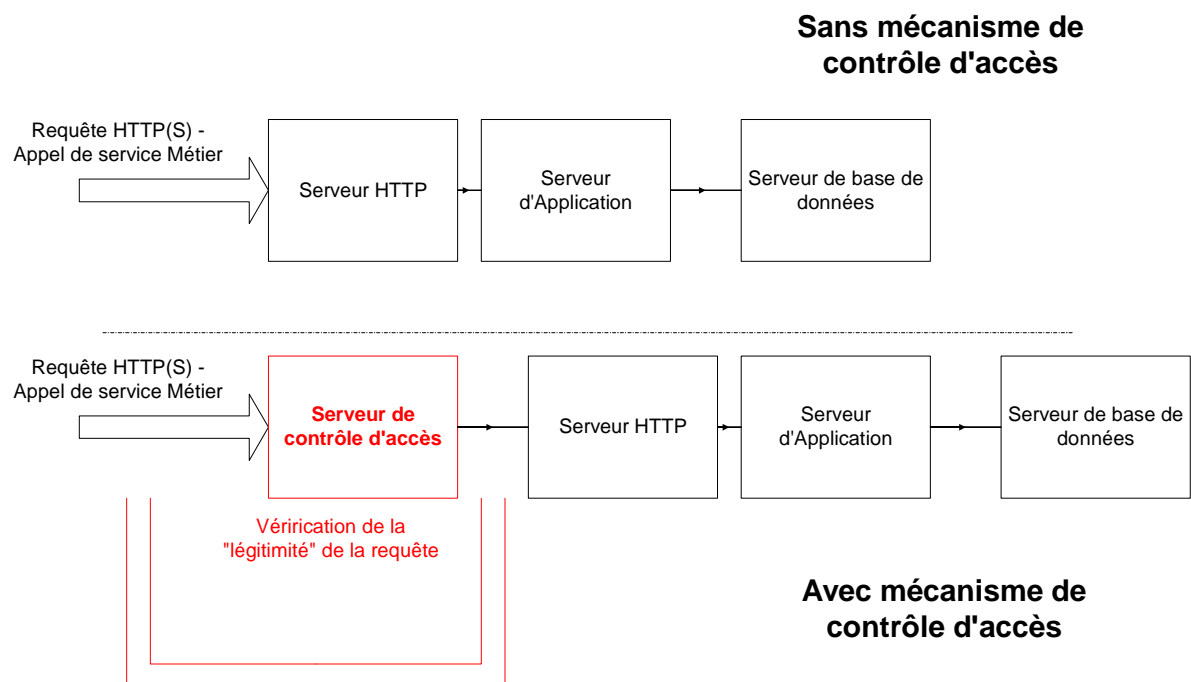 Sans mécanisme de
contrôle d'accès
Requête HTTP(S) -
Appel de service Métier
Serveur HTTP
Serveur
d'Application
Serveur de base de
données
Requête HTTP(S) -
Appel de service Métier
Serveur de
contrôle d'accès
Serveur HTTP
Serveur
d'Application
Serveur de base de
données
Vérirication de la
"légitimité" de la requête
Avec mécanisme de
contrôle d'accès